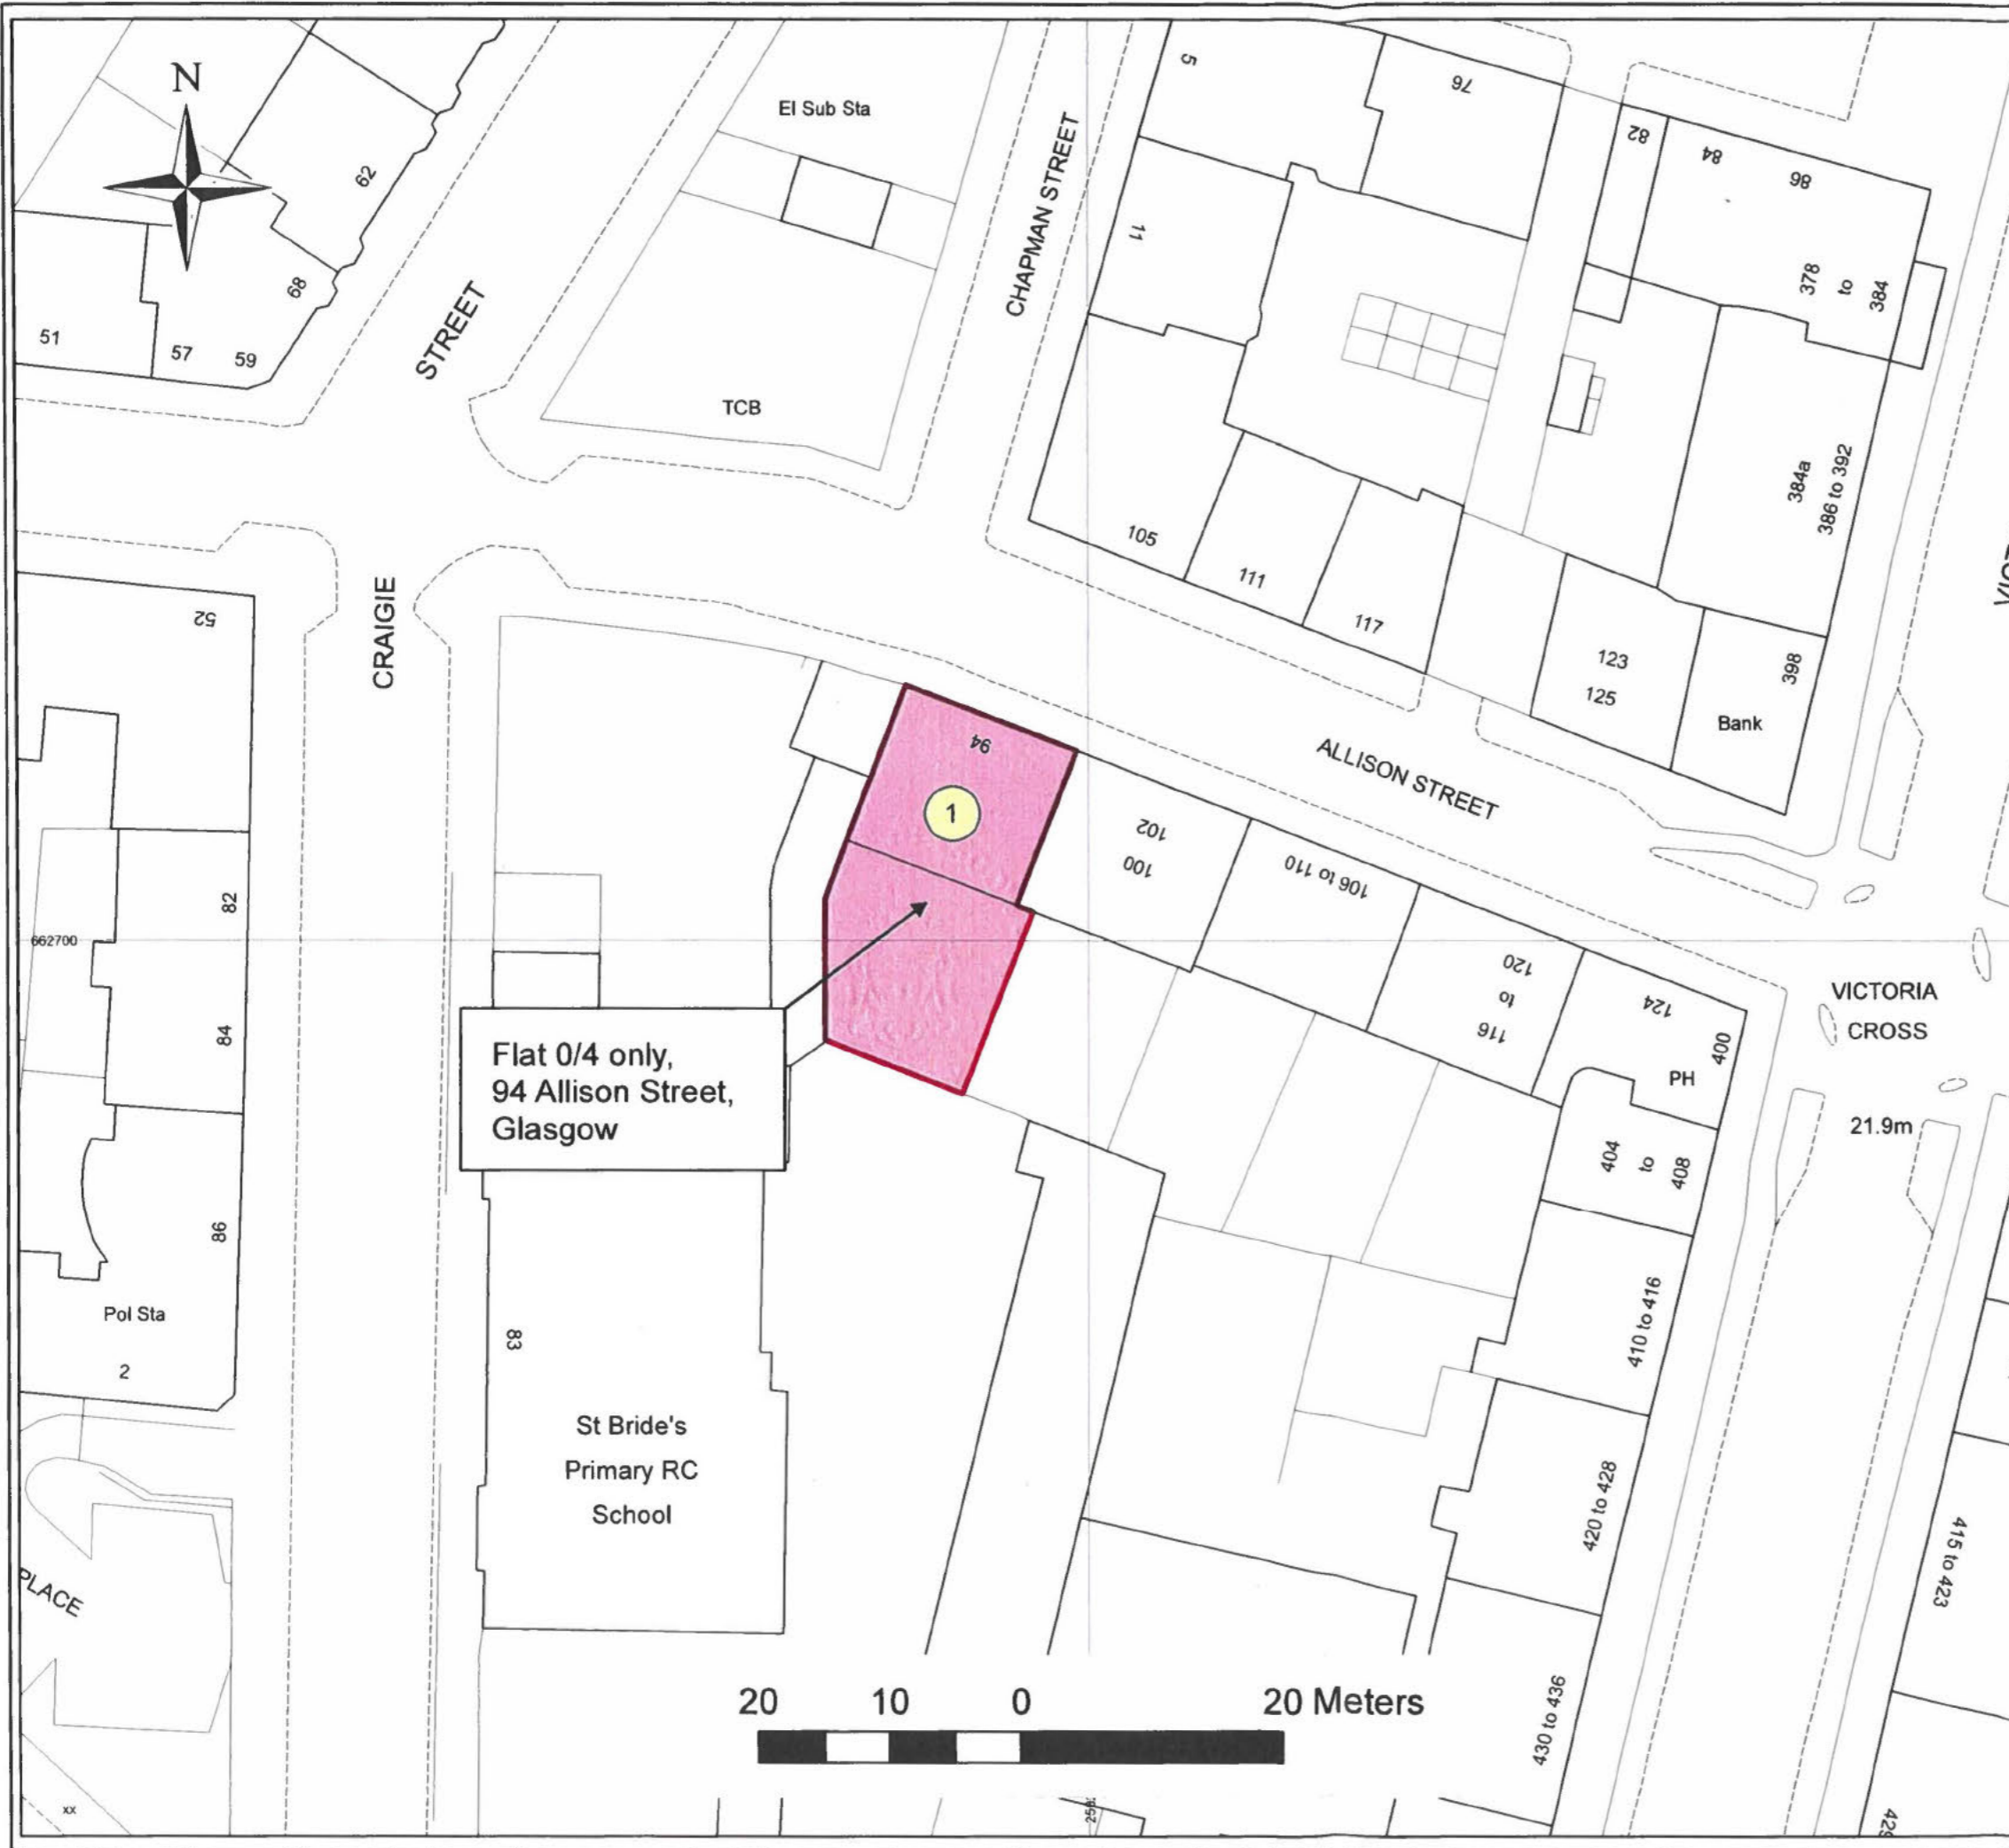 N
62
68
51
57
59
STREET
El Sub Sta
TCB
CHAPMAN STREET
5
76
11
82
84
86
378
to
384
384a
386 to 392
105
111
117
123
125
Bank
398
52
CRAIGIE
94
1
ALLISON STREET
102
100
106 to 110
120
to
116
124
400
PH
VICTORIA
CROSS
21.9m
404
to
408
82
662700
84
86
Pol Sta
2
Flat 0/4 only,
94 Allison Street,
Glasgow
83
St Bride's
Primary RC
School
410 to 416
420 to 428
415 to 423
430 to 436
PLACE
20 10 0 20 Meters
xx